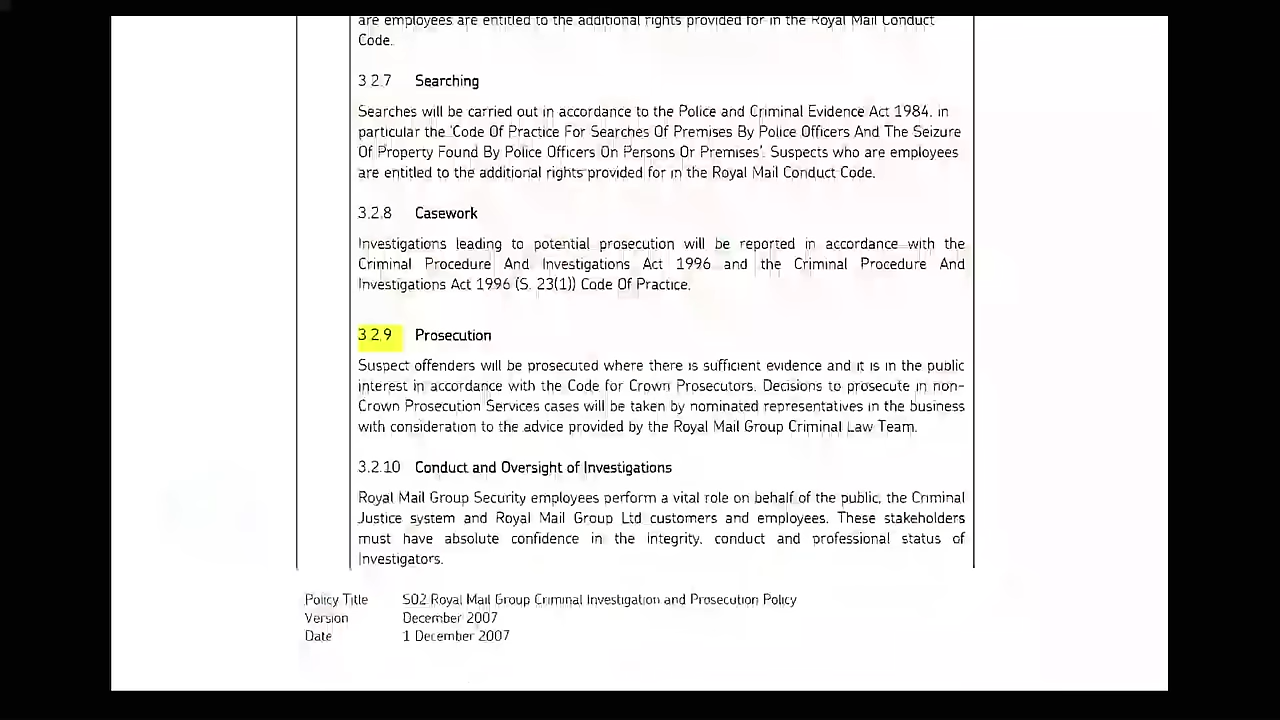 are employees are entitled to the additional rights provided for in the Royal Mail Conduct
Code.
3.2.7 Searching
Searches will be carried out in accordance to the Police and Criminal Evidence Act 1984, in
particular the 'Code Of Practice For Searches Of Premises By Police Officers And The Seizure
Of Property Found By Police Officers On Persons Or Premises'. Suspects who are employees
are entitled to the additional rights provided for in the Royal Mail Conduct Code.
3.2.8 Casework
Investigations leading to potential prosecution will be reported in accordance with the
Criminal Procedure And Investigations Act 1996 and the Criminal Procedure And
Investigations Act 1996 (S. 23(1)) Code Of Practice.
3.2.9 Prosecution
Suspect offenders will be prosecuted where there is sufficient evidence and it is in the public
interest in accordance with the Code for Crown Prosecutors. Decisions to prosecute in non-
Crown Prosecution Services cases will be taken by nominated representatives in the business
with consideration to the advice provided by the Royal Mail Group Criminal Law Team.
3.2.10 Conduct and Oversight of Investigations
Royal Mail Group Security employees perform a vital role on behalf of the public, the Criminal
Justice system and Royal Mail Group Ltd customers and employees. These stakeholders
must have absolute confidence in the integrity, conduct and professional status of
Investigators.
Policy Title S02 Royal Mail Group Criminal Investigation and Prosecution Policy
Version December 2007
Date 1 December 2007